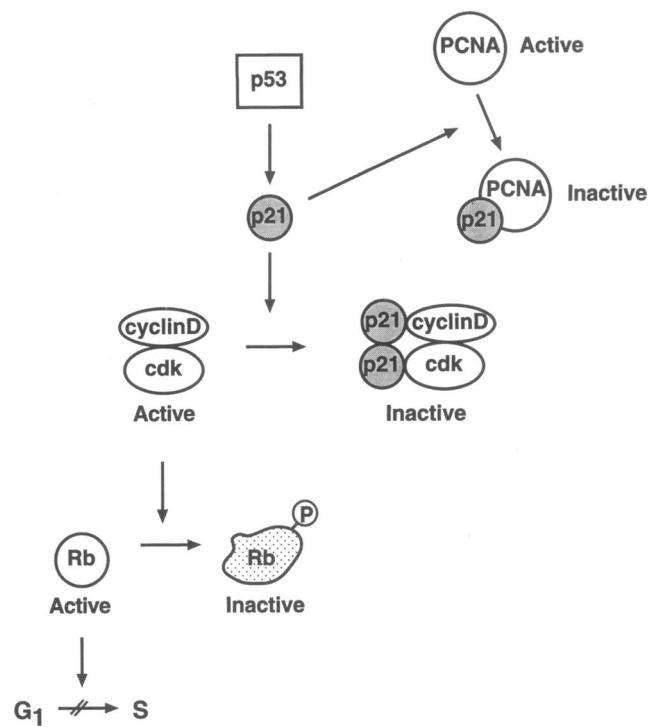 PCNA Active
p53
PCNA Inactive
p21
p21
p21 cyclinD
cyclinD
p21 cdk
cdk
Active
Inactive
P
Rb
Rb
Active
Inactive
G1 S